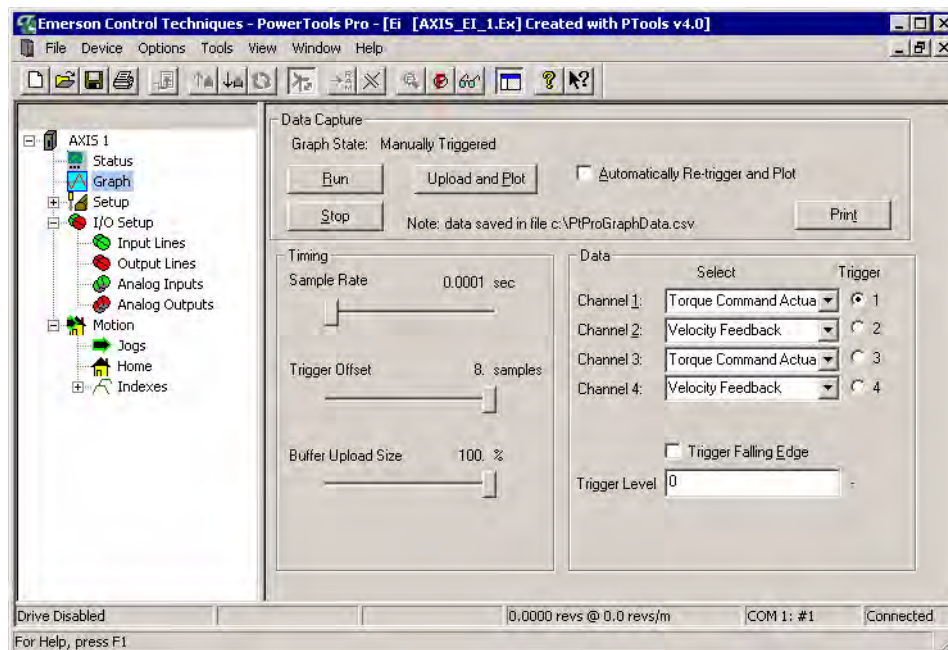 Emerson Control Techniques - PowerTools Pro - [Ei [AXIS_EI_1.Ex] Created with PTools v4.0]
File Device Options Tools View Window Help
AXIS 1
Status
Graph
Setup
I/O Setup
Input Lines
Output Lines
Analog Inputs
Analog Outputs
Motion
Jogs
Home
Indexes
Data Capture
Graph State: Manually Triggered
Run
Upload and Plot
Automatically Re-trigger and Plot
Stop
Note: data saved in file c:\PtProGraphData.csv
Print
Timing
Sample Rate 0.0001 sec
Trigger Offset 8. samples
Buffer Upload Size 100. %
Data
Select Trigger
Channel 1: Torque Command Actua 1
Channel 2: Velocity Feedback 2
Channel 3: Torque Command Actua 3
Channel 4: Velocity Feedback 4
Trigger Falling Edge
Trigger Level 0 -
Drive Disabled 0.0000 revs @ 0.0 revs/m COM 1: #1 Connected
For Help, press F1